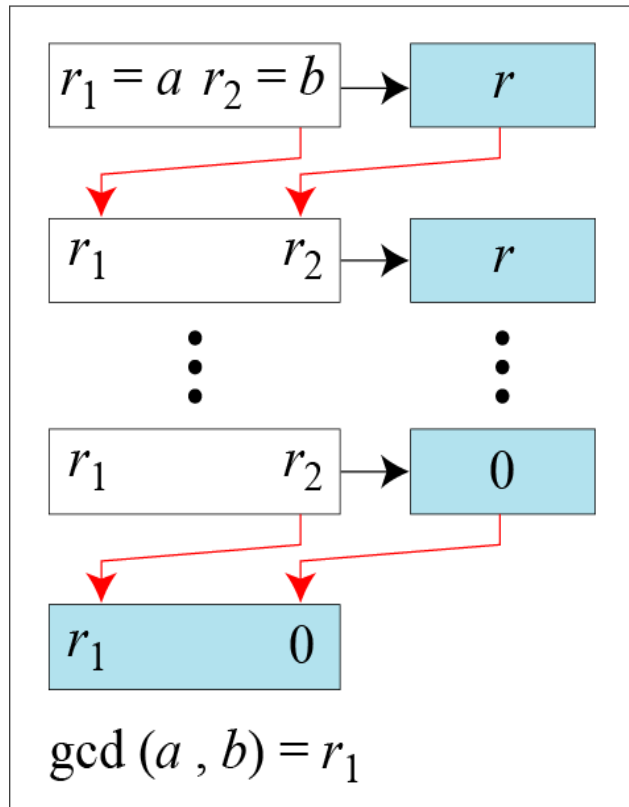 r₁ = a r₂ = b r
r₁ r₂ r
r₁ r₂ 0
r₁ 0
gcd (a , b) = r₁